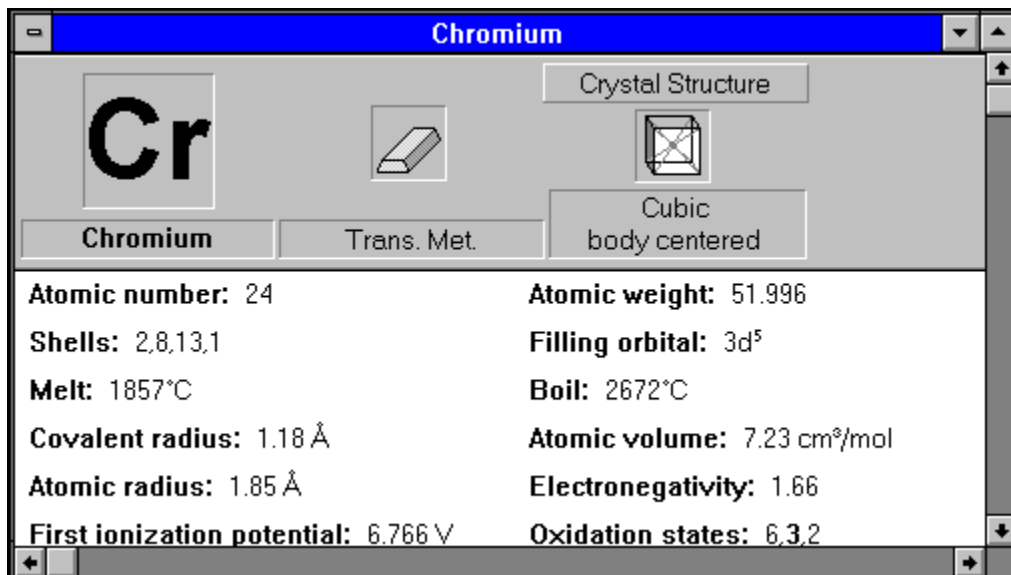 Chromium
Crystal Structure
Cr
Cubic
body centered
Chromium
Trans. Met.
Atomic number: 24
Atomic weight: 51.996
Shells: 2,8,13,1
Filling orbital: 3d⁵
Melt: 1857°C
Boil: 2672°C
Covalent radius: 1.18 Å
Atomic volume: 7.23 cm³/mol
Atomic radius: 1.85 Å
Electronegativity: 1.66
First ionization potential: 6.766 V
Oxidation states: 6,3,2